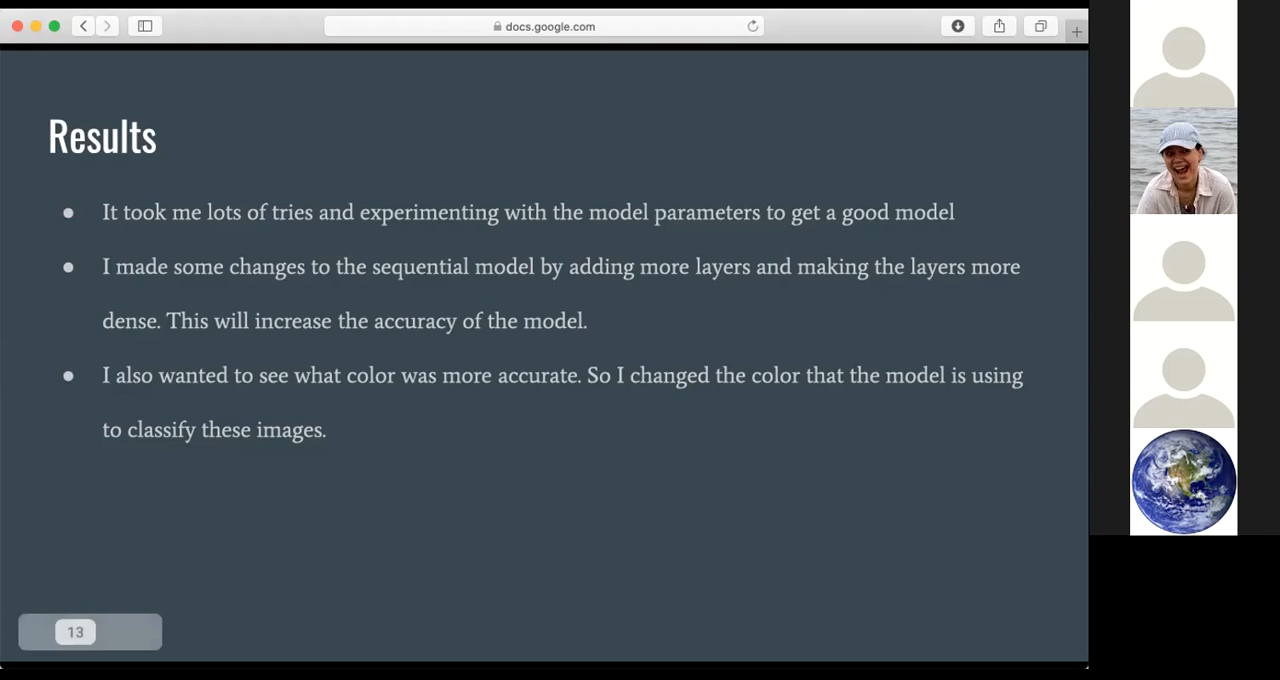 docs.google.com
Results
It took me lots of tries and experimenting with the model parameters to get a good model
I made some changes to the sequential model by adding more layers and making the layers more
dense. This will increase the accuracy of the model.
I also wanted to see what color was more accurate. So I changed the color that the model is using
to classify these images.
13